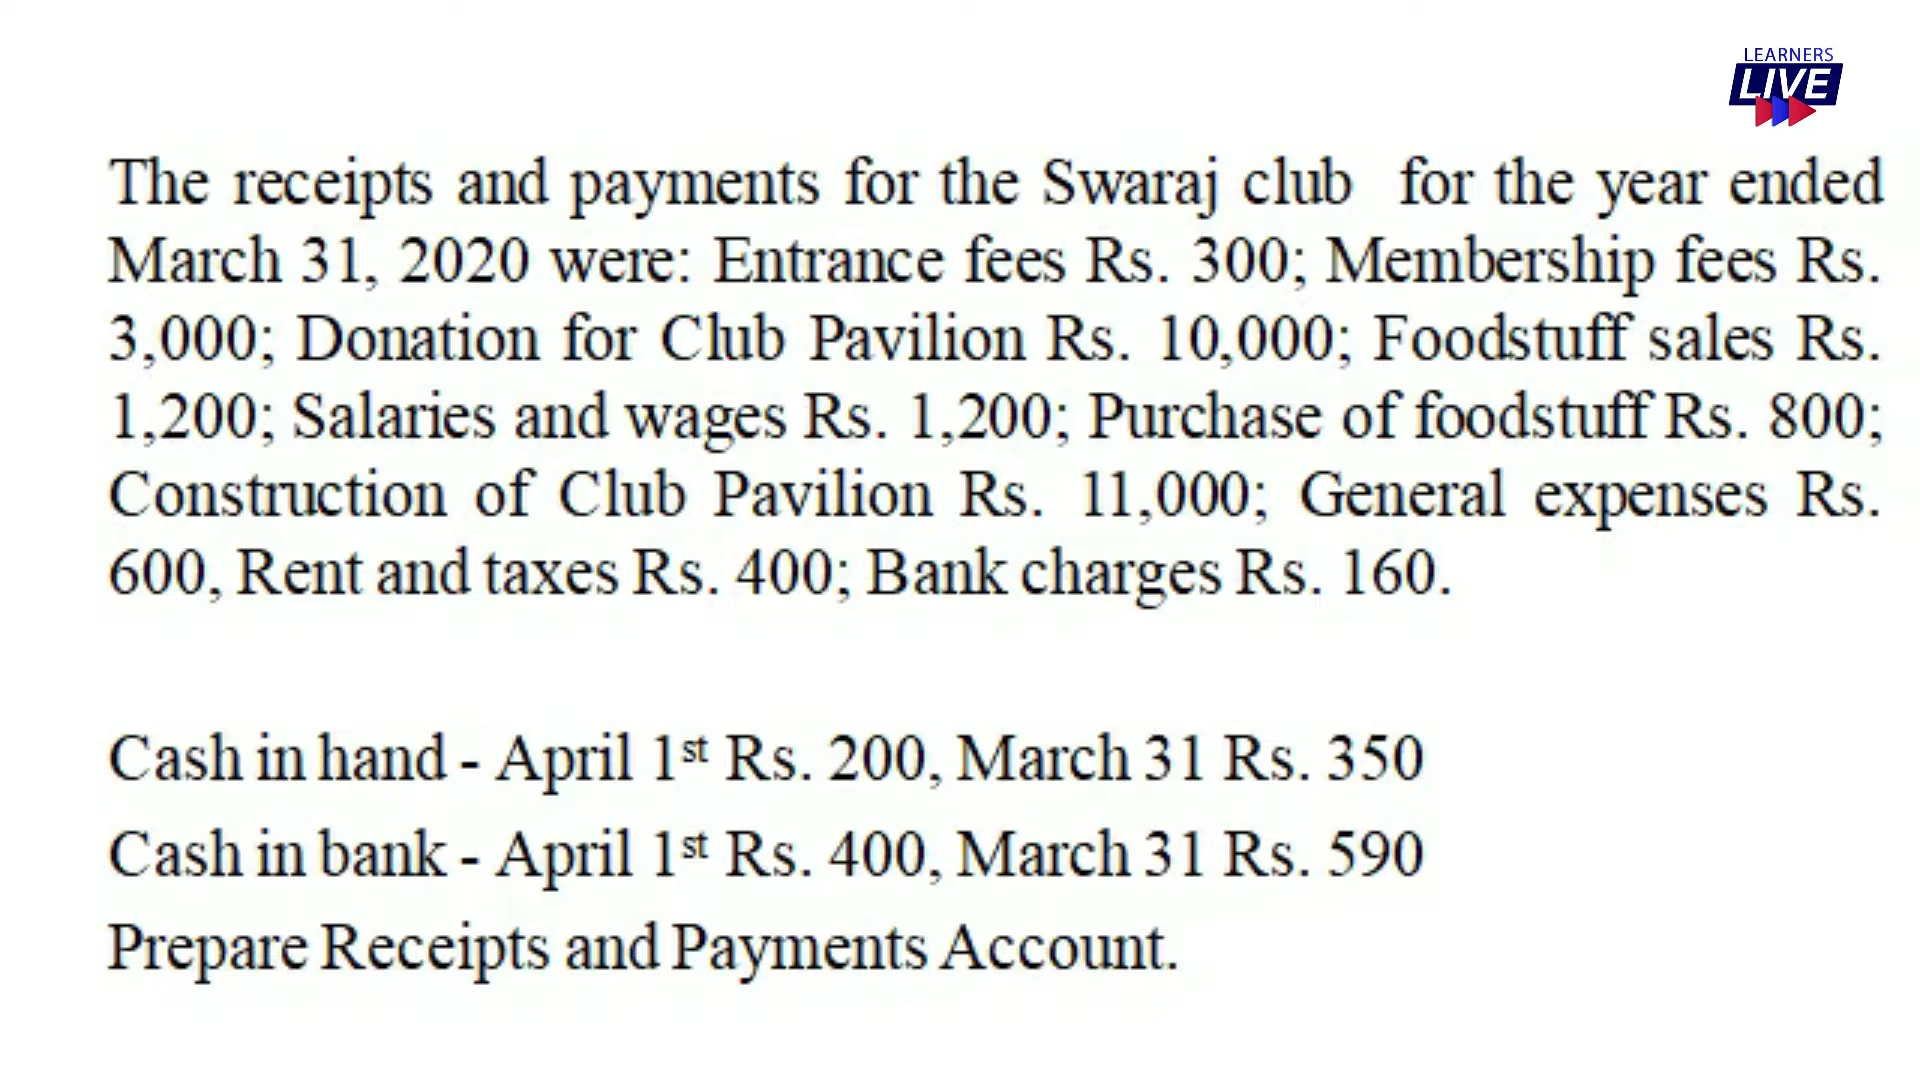 LEARNERS
LIVE
The receipts and payments for the Swaraj club for the year ended
March 31, 2020 were: Entrance fees Rs. 300; Membership fees Rs.
3,000; Donation for Club Pavilion Rs. 10,000; Foodstuff sales Rs.
1,200; Salaries and wages Rs. 1,200; Purchase of foodstuff Rs. 800;
Construction of Club Pavilion Rs. 11,000; General expenses Rs.
600, Rent and taxes Rs. 400; Bank charges Rs. 160.
Cash in hand - April 1st Rs. 200, March 31 Rs. 350
Cash in bank - April 1st Rs. 400, March 31 Rs. 590
Prepare Receipts and Payments Account.